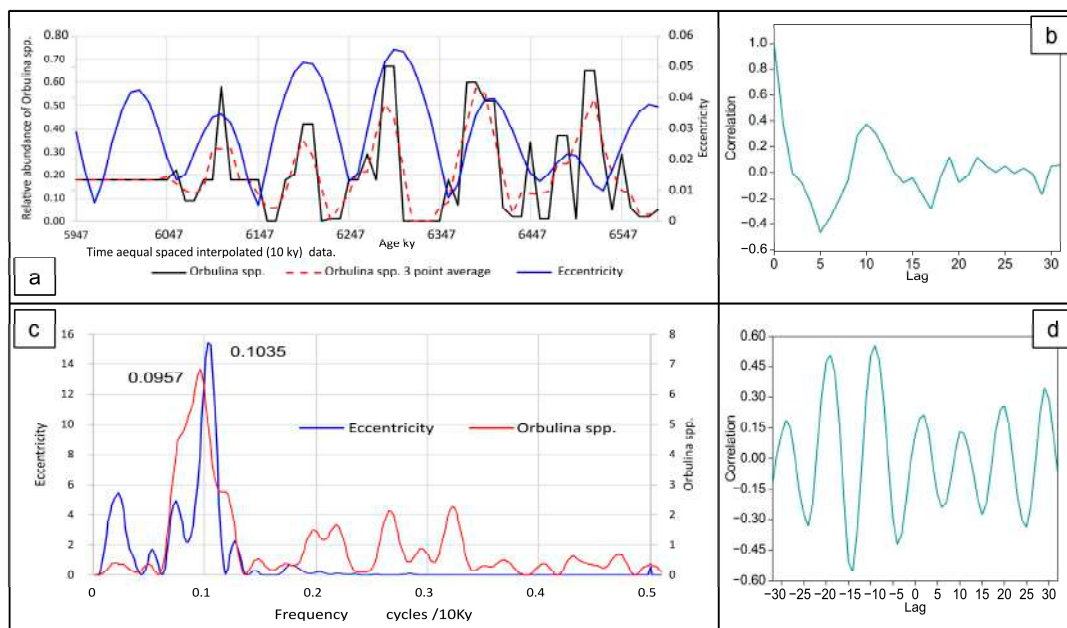 0.80
0.70
0.60
0.50
0.40
0.30
0.20
0.10
0.00
Relative abundance of Orbulina spp.
0.06
0.05
0.04
0.03
0.02
0.01
0
Eccentricity
5947 6047 6147 6247 6347 6447 6547
Age ky
Time aequal spaced interpolated (10 ky) data.
Orbulina spp. Orbulina spp. 3 point average Eccentricity
a
b
1.0
0.8
0.6
0.4
0.2
0.0
−0.2
−0.4
−0.6
Correlation
0 5 10 15 20 25 30
Lag
c
16
14
12
10
8
6
4
2
0
Eccentricity
0.1035
0.0957
Eccentricity Orbulina spp.
8
7
6
5
4
3
2
1
0
Orbulina spp.
0 0.1 0.2 0.3 0.4 0.5
Frequency cycles /10Ky
d
0.60
0.45
0.30
0.15
0.00
−0.15
−0.30
−0.45
−0.60
Correlation
−30 −25 −20 −15 −10 −5 0 5 10 15 20 25 30
Lag